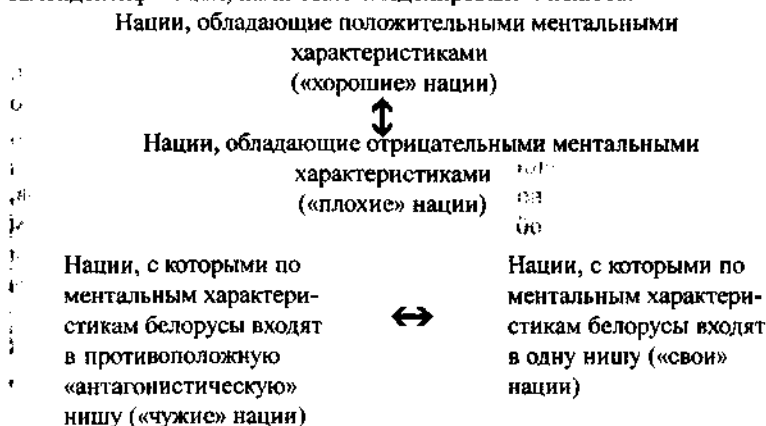 Нации, обладающие положительными ментальными
характеристиками
(«хорошие» нации)
Нации, обладающие отрицательными ментальными
характеристиками
(«плохие» нации)
Нации, с которыми по
ментальным характери-
стикам белорусы входят
в противоположную
«антагонистическую»
нишу («чужие» нации)
Нации, с которыми по
ментальным характери-
стикам белорусы входят
в одну нишу («свои»
нации)